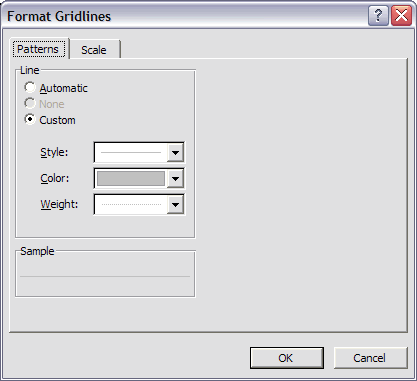 Format Gridlines
Patterns Scale
Line
Automatic
None
Custom
Style:
Color:
Weight:
Sample
OK Cancel